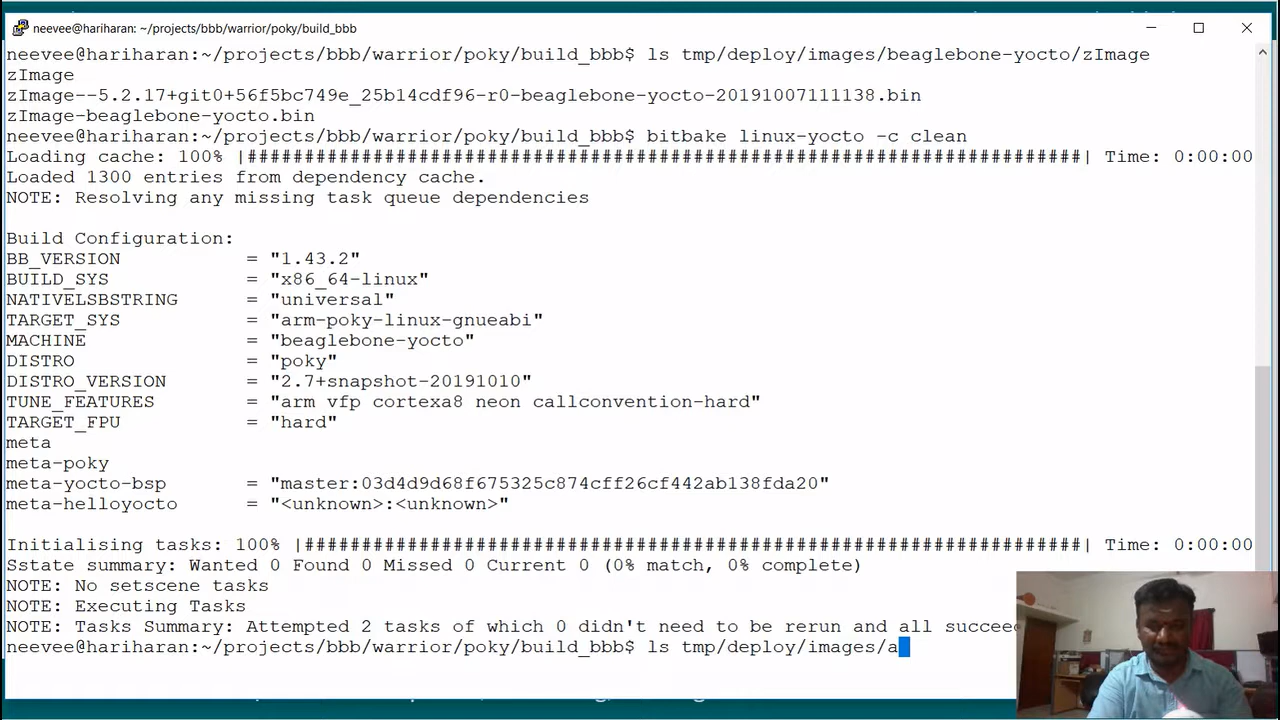 neevee@hariharan: ~/projects/bbb/warrior/poky/build_bbb
neevee@hariharan:~/projects/bbb/warrior/poky/build_bbb$ ls tmp/deploy/images/beaglebone-yocto/zImage
zImage
zImage--5.2.17+git0+56f5bc749e_25b14cdf96-r0-beaglebone-yocto-20191007111138.bin
zImage-beaglebone-yocto.bin
neevee@hariharan:~/projects/bbb/warrior/poky/build_bbb$ bitbake linux-yocto -c clean
Loading cache: 100% |####################################################################| Time: 0:00:00
Loaded 1300 entries from dependency cache.
NOTE: Resolving any missing task queue dependencies
Build Configuration:
BB_VERSION           = "1.43.2"
BUILD_SYS            = "x86_64-linux"
NATIVELSBSTRING      = "universal"
TARGET_SYS           = "arm-poky-linux-gnueabi"
MACHINE              = "beaglebone-yocto"
DISTRO               = "poky"
DISTRO_VERSION       = "2.7+snapshot-20191010"
TUNE_FEATURES        = "arm vfp cortexa8 neon callconvention-hard"
TARGET_FPU           = "hard"
meta
meta-poky
meta-yocto-bsp       = "master:03d4d9d68f675325c874cff26cf442ab138fda20"
meta-helloyocto      = "<unknown>:<unknown>"
Initialising tasks: 100% |###############################################################| Time: 0:00:00
Sstate summary: Wanted 0 Found 0 Missed 0 Current 0 (0% match, 0% complete)
NOTE: No setscene tasks
NOTE: Executing Tasks
NOTE: Tasks Summary: Attempted 2 tasks of which 0 didn't need to be rerun and all
neevee@hariharan:~/projects/bbb/warrior/poky/build_bbb$ ls tmp/deploy/images/a